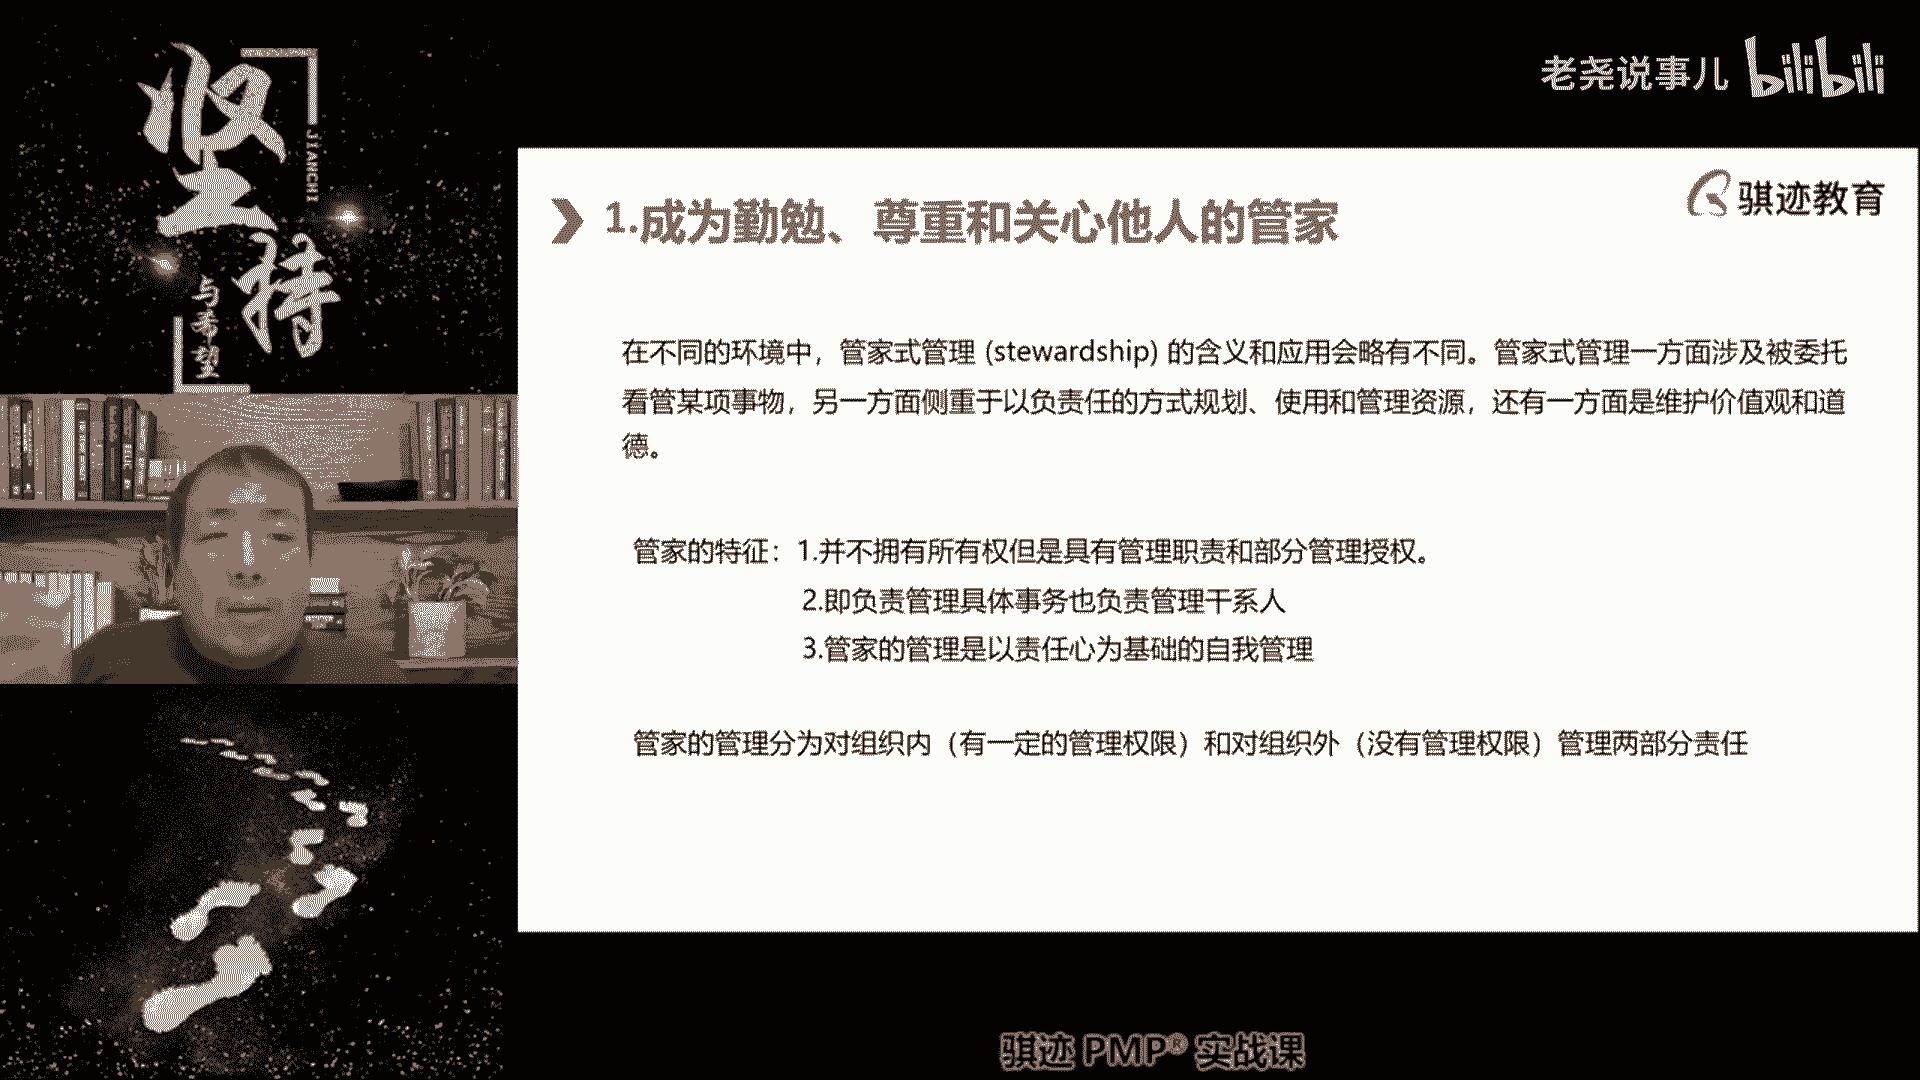 坚持
JIANCHI
与希望
老尧说事儿 bilibili
骐迹教育
1.成为勤勉、尊重和关心他人的管家
在不同的环境中，管家式管理 (stewardship) 的含义和应用会略有不同。管家式管理一方面涉及被委托
看管某项事物，另一方面侧重于以负责任的方式规划、使用和管理资源，还有一方面是维护价值观和道
德。
管家的特征：1.并不拥有所有权但是具有管理职责和部分管理授权。
2.即负责管理具体事务也负责管理干系人
3.管家的管理是以责任心为基础的自我管理
管家的管理分为对组织内（有一定的管理权限）和对组织外（没有管理权限）管理两部分责任
骐迹 PMP® 实战课